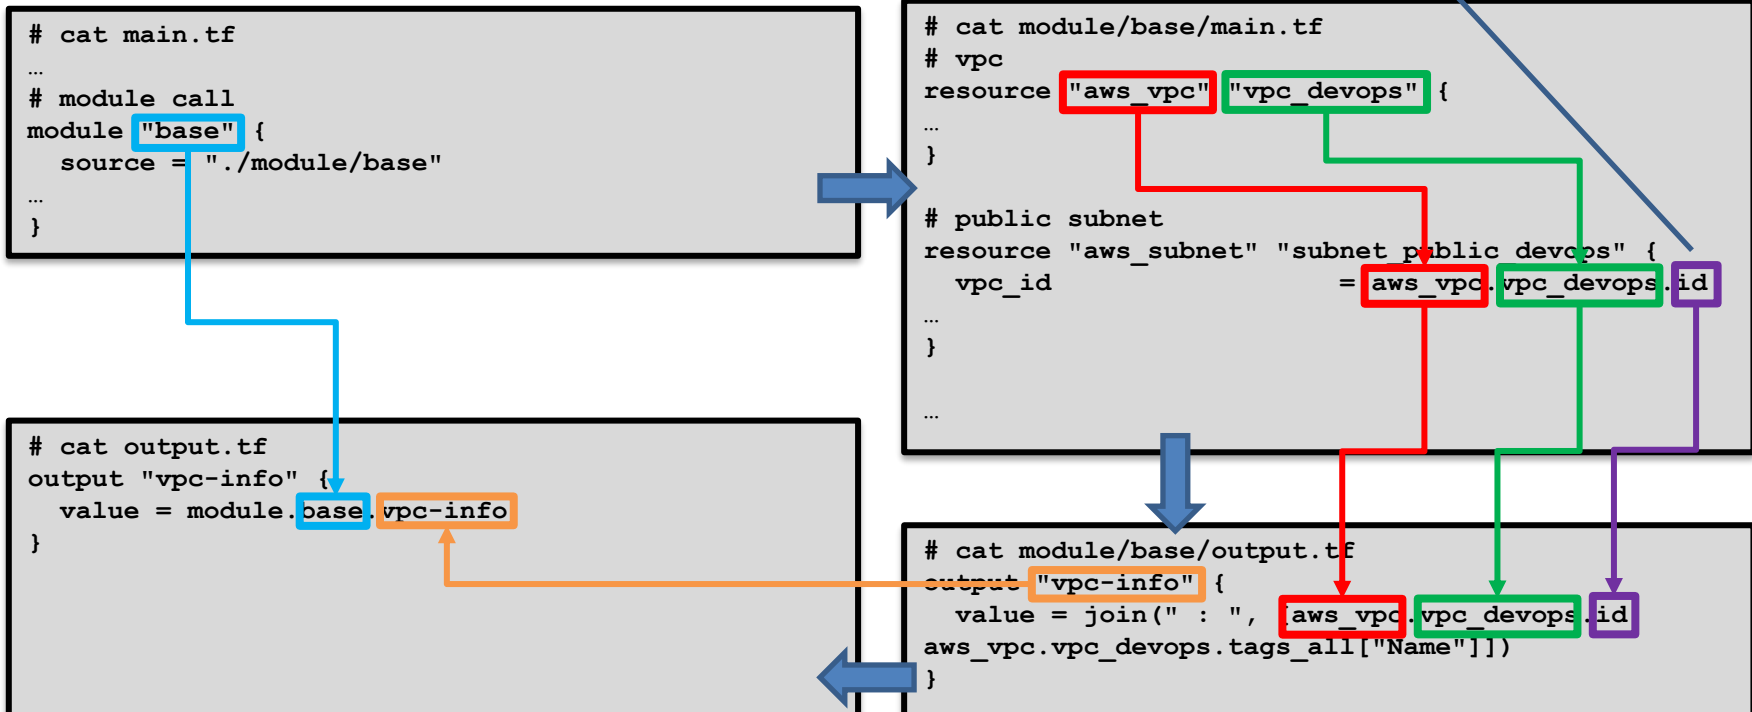 # cat main.tf
…
# module call
module "base" {
  source = "./module/base"
…
}
# cat module/base/main.tf
# vpc
resource "aws_vpc" "vpc_devops" {
…
}
# public subnet
resource "aws_subnet" "subnet_public_devops" {
  vpc_id                 = aws_vpc.vpc_devops.id
…
}
…
# cat output.tf
output "vpc-info" {
  value = module.base.vpc-info
}
# cat module/base/output.tf
output "vpc-info" {
  value = join(" : ", [aws_vpc.vpc_devops.id
aws_vpc.vpc_devops.tags_all["Name"]])
}